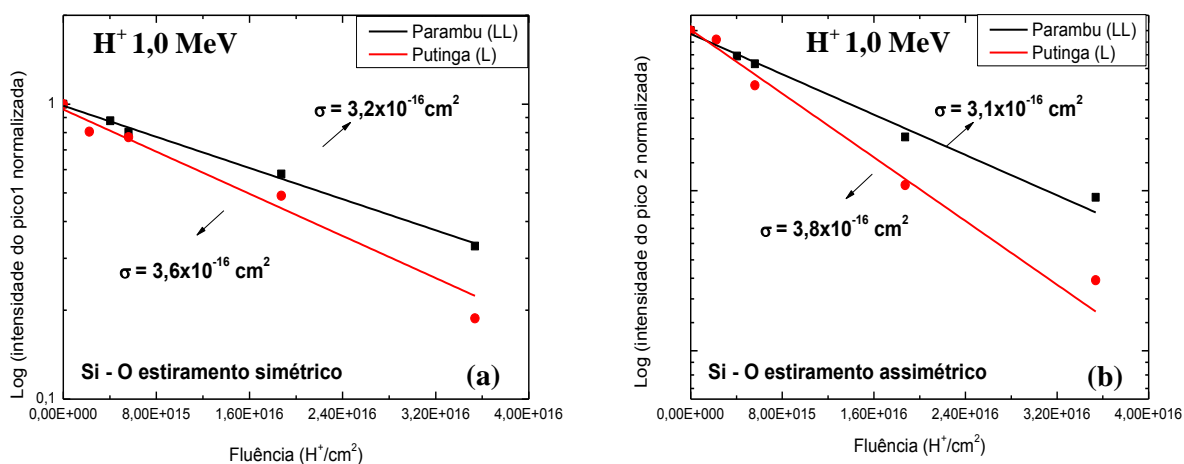 H⁺ 1,0 MeV
Parambu (LL)
Putinga (L)
σ = 3,2x10⁻¹⁶cm²
σ = 3,6x10⁻¹⁶ cm²
Si - O estiramento simétrico
(a)
Log (intensidade do pico1 normalizada)
1
0,1
0,00E+000 8,00E+015 1,60E+016 2,40E+016 3,20E+016 4,00E+016
Fluência (H⁺/cm²)
H⁺ 1,0 MeV
Parambu (LL)
Putinga (L)
σ = 3,1x10⁻¹⁶cm²
σ = 3,8x10⁻¹⁶ cm²
Si - O estiramento assimétrico
(b)
Log (intensidade do pico 2 normalizada)
0,00E+000 8,00E+015 1,60E+016 2,40E+016 3,20E+016 4,00E+016
Fluência (H⁺/cm²)